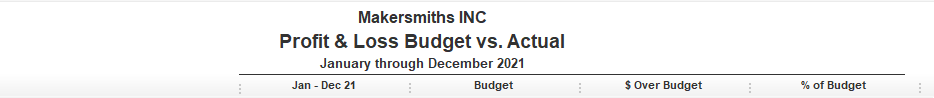 Makersmiths INC
Profit & Loss Budget vs. Actual
January through December 2021
Jan - Dec 21 Budget $ Over Budget % of Budget